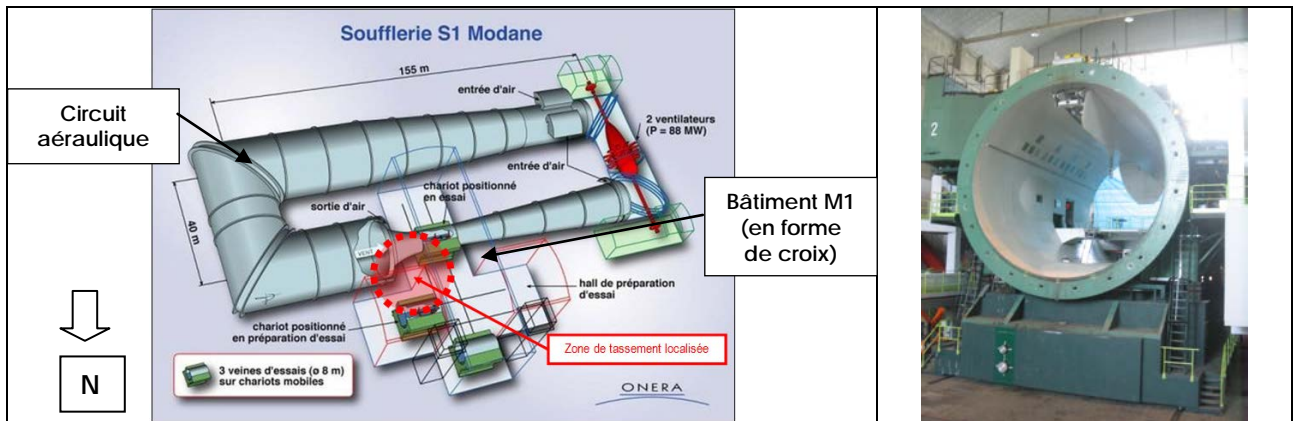 Soufflerie S1 Modane
155 m
entrée d'air
Circuit
aéraulique
2 ventilateurs
(P = 88 MW)
entrée d'air
chariot positionné
en essai
sortie d'air
Bâtiment M1
(en forme
de croix)
40 m
VENT
hall de préparation
d'essai
chariot positionné
en préparation d'essai
Zone de tassement localisée
N
3 veines d'essais (ø 8 m)
sur chariots mobiles
ONERA
2